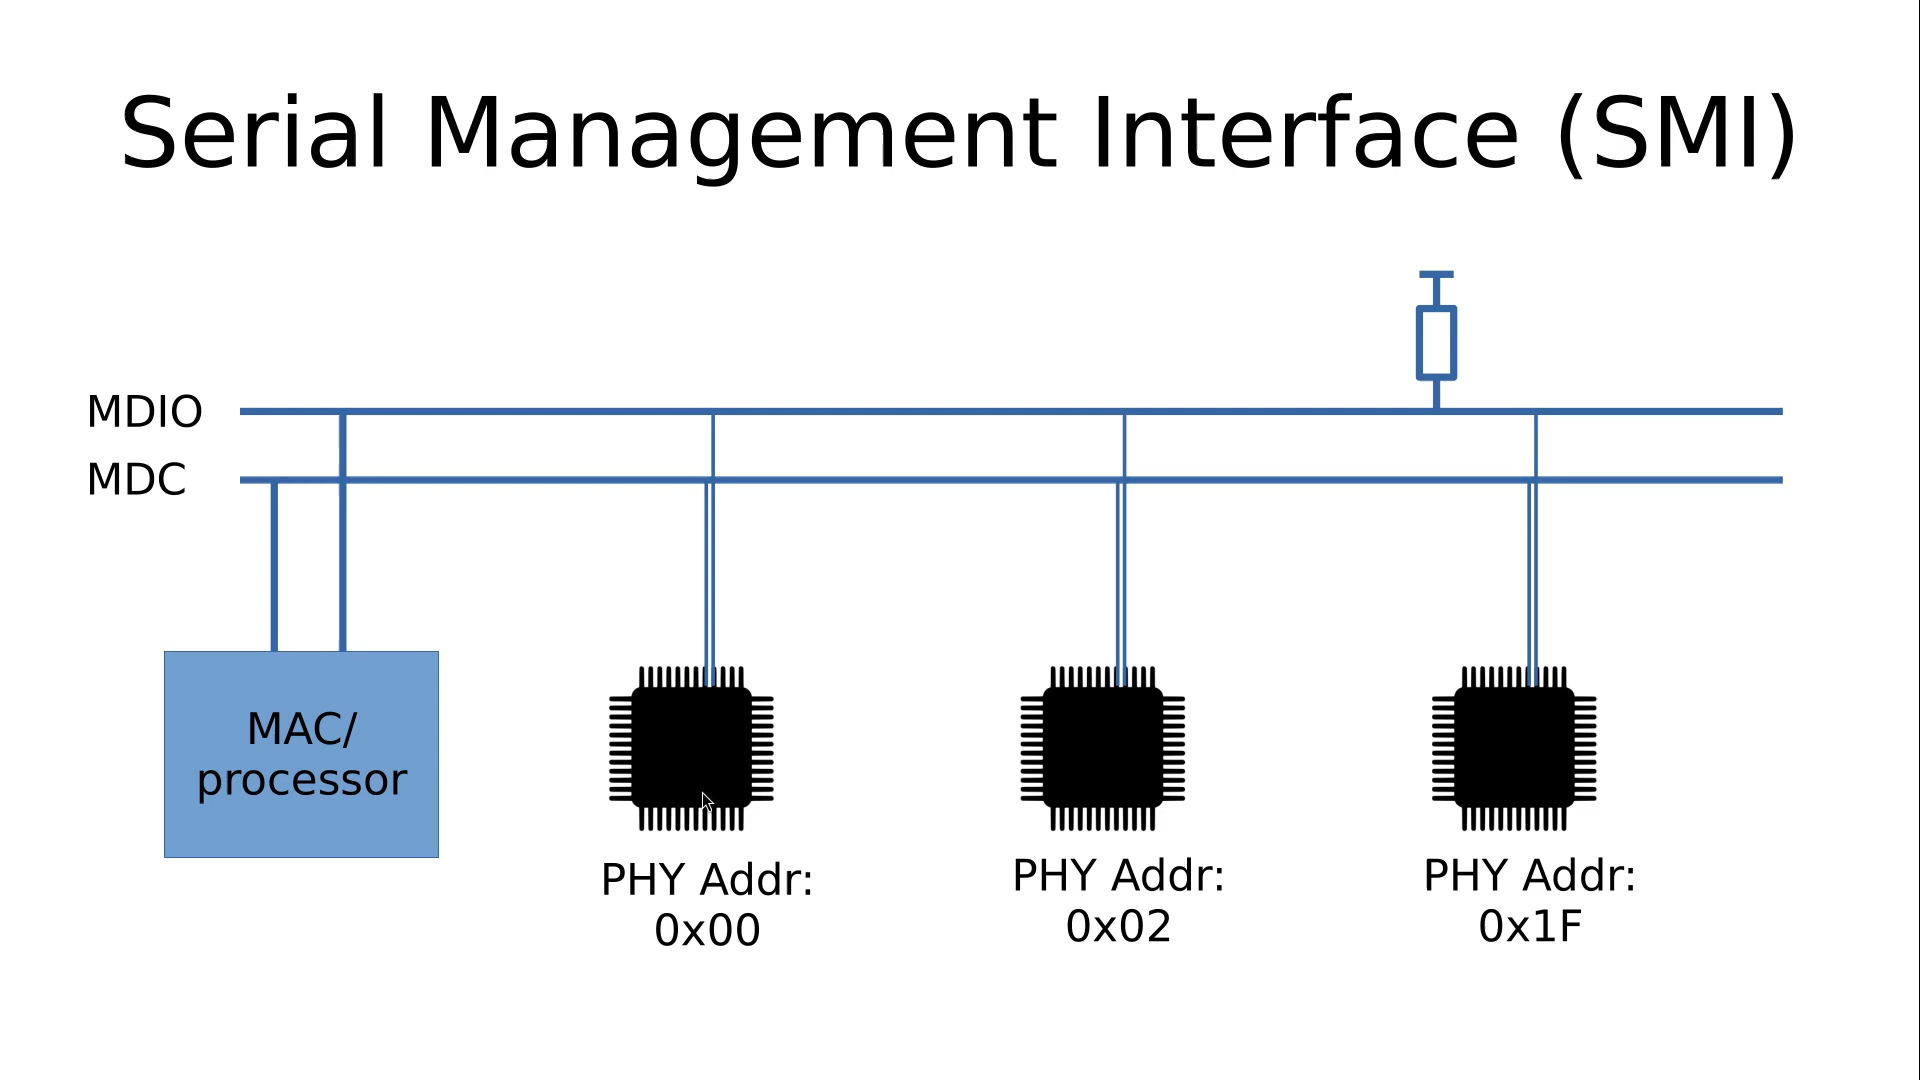 Serial Management Interface (SMI)
MDIO
MDC
MAC/
processor
PHY Addr:
0x00
PHY Addr:
0x02
PHY Addr:
0x1F